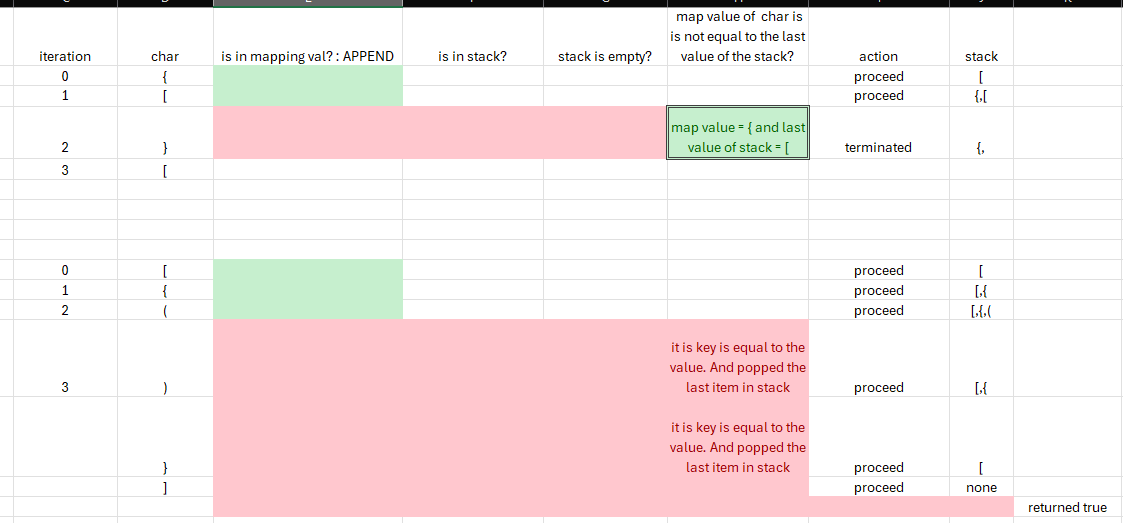 map value of char is
is not equal to the last
iteration char is in mapping val? : APPEND is in stack? stack is empty? value of the stack? action stack
0 { proceed [
1 [ proceed {,[
map value = { and last
2 } value of stack = [ terminated {,
3 [
0 [ proceed [
1 { proceed [,{
2 ( proceed [,{,(
it is key is equal to the
value. And popped the
3 ) last item in stack proceed [,{
it is key is equal to the
value. And popped the
} last item in stack proceed [
] proceed none
returned true